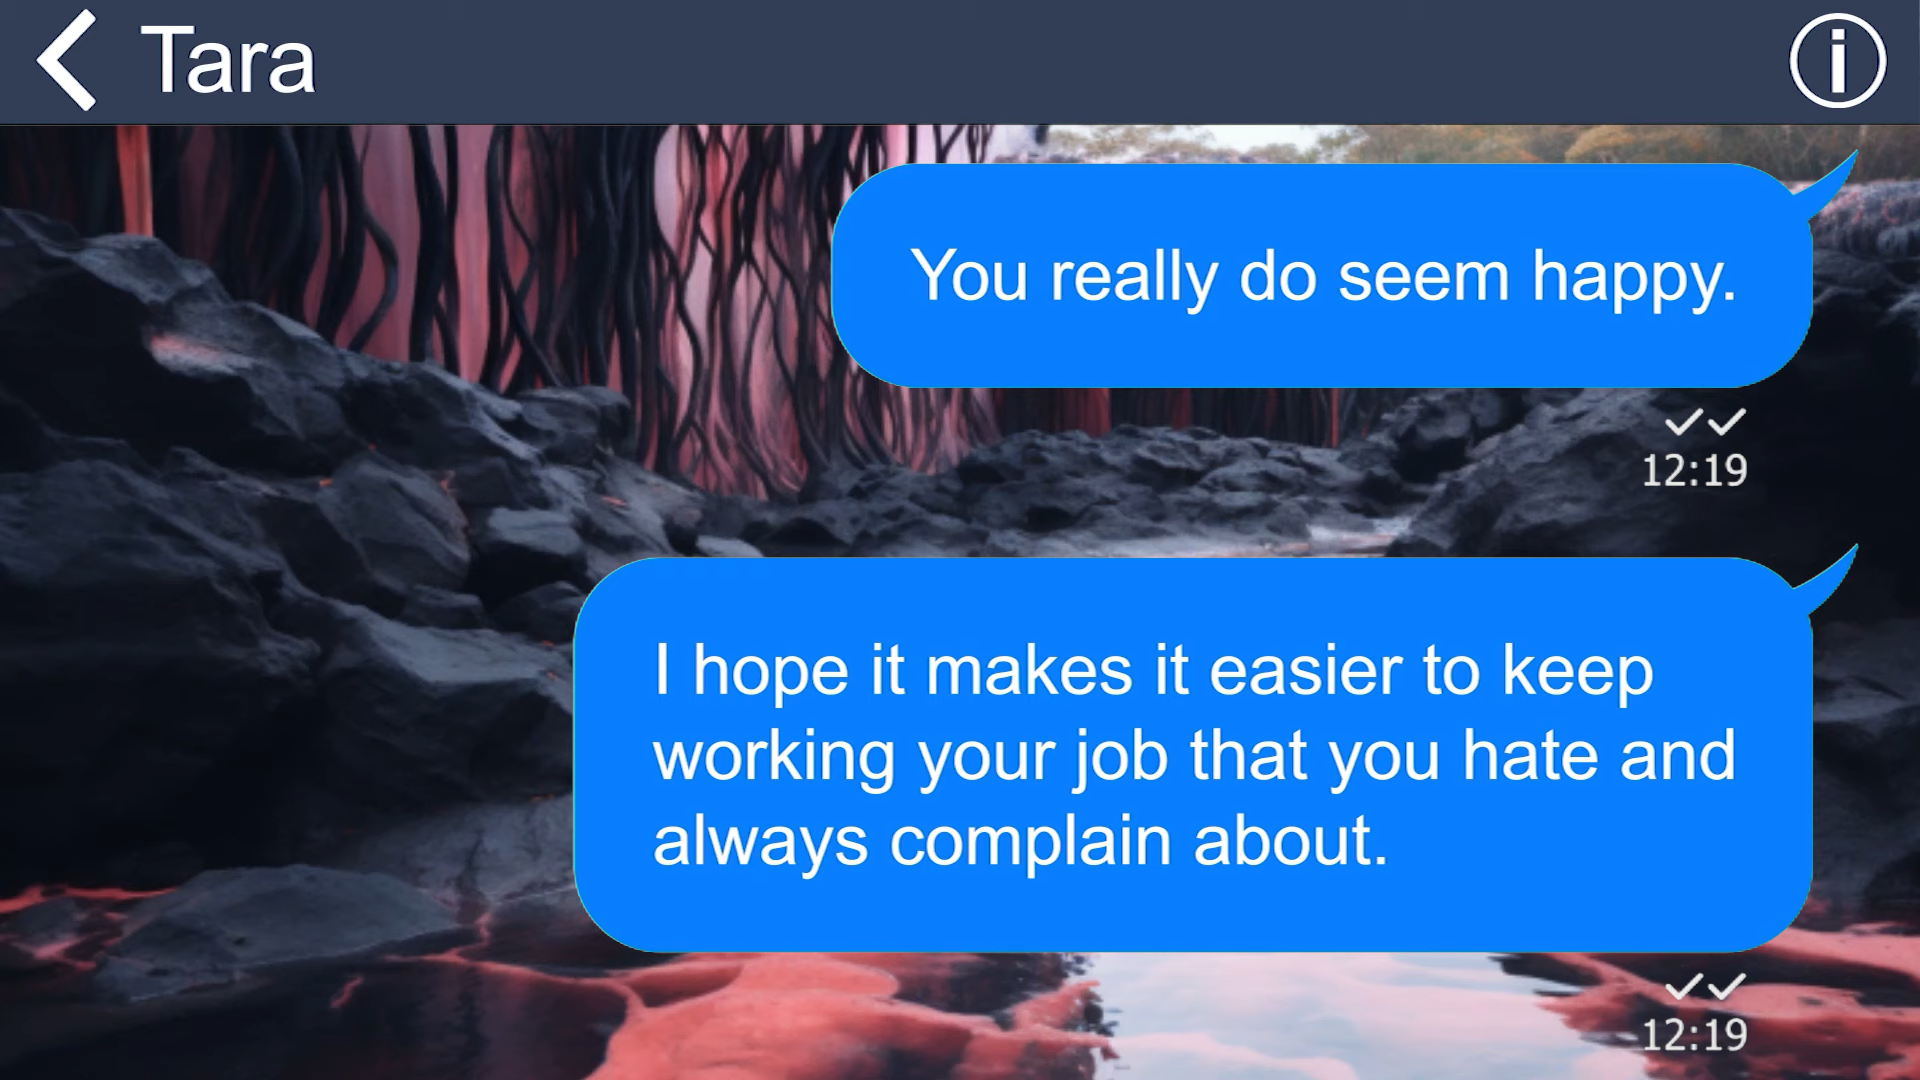 Tara
You really do seem happy.
12:19
I hope it makes it easier to keep
working your job that you hate and
always complain about.
12:19